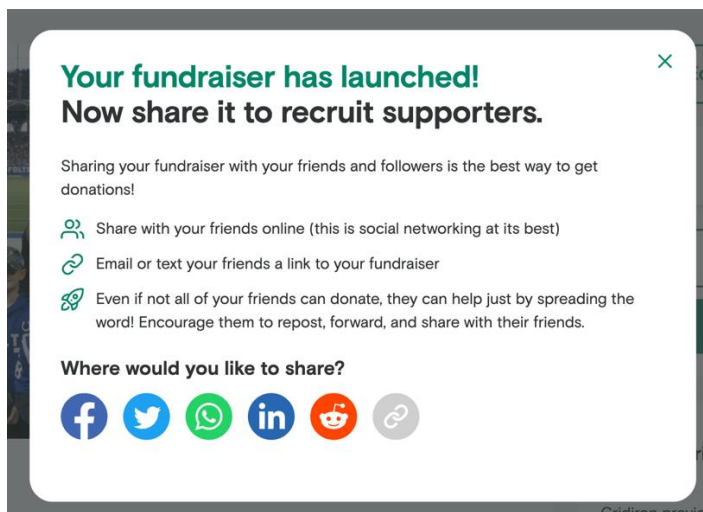 Your fundraiser has launched!
Now share it to recruit supporters.
Sharing your fundraiser with your friends and followers is the best way to get
donations!
Share with your friends online (this is social networking at its best)
Email or text your friends a link to your fundraiser
Even if not all of your friends can donate, they can help just by spreading the
word! Encourage them to repost, forward, and share with their friends.
Where would you like to share?